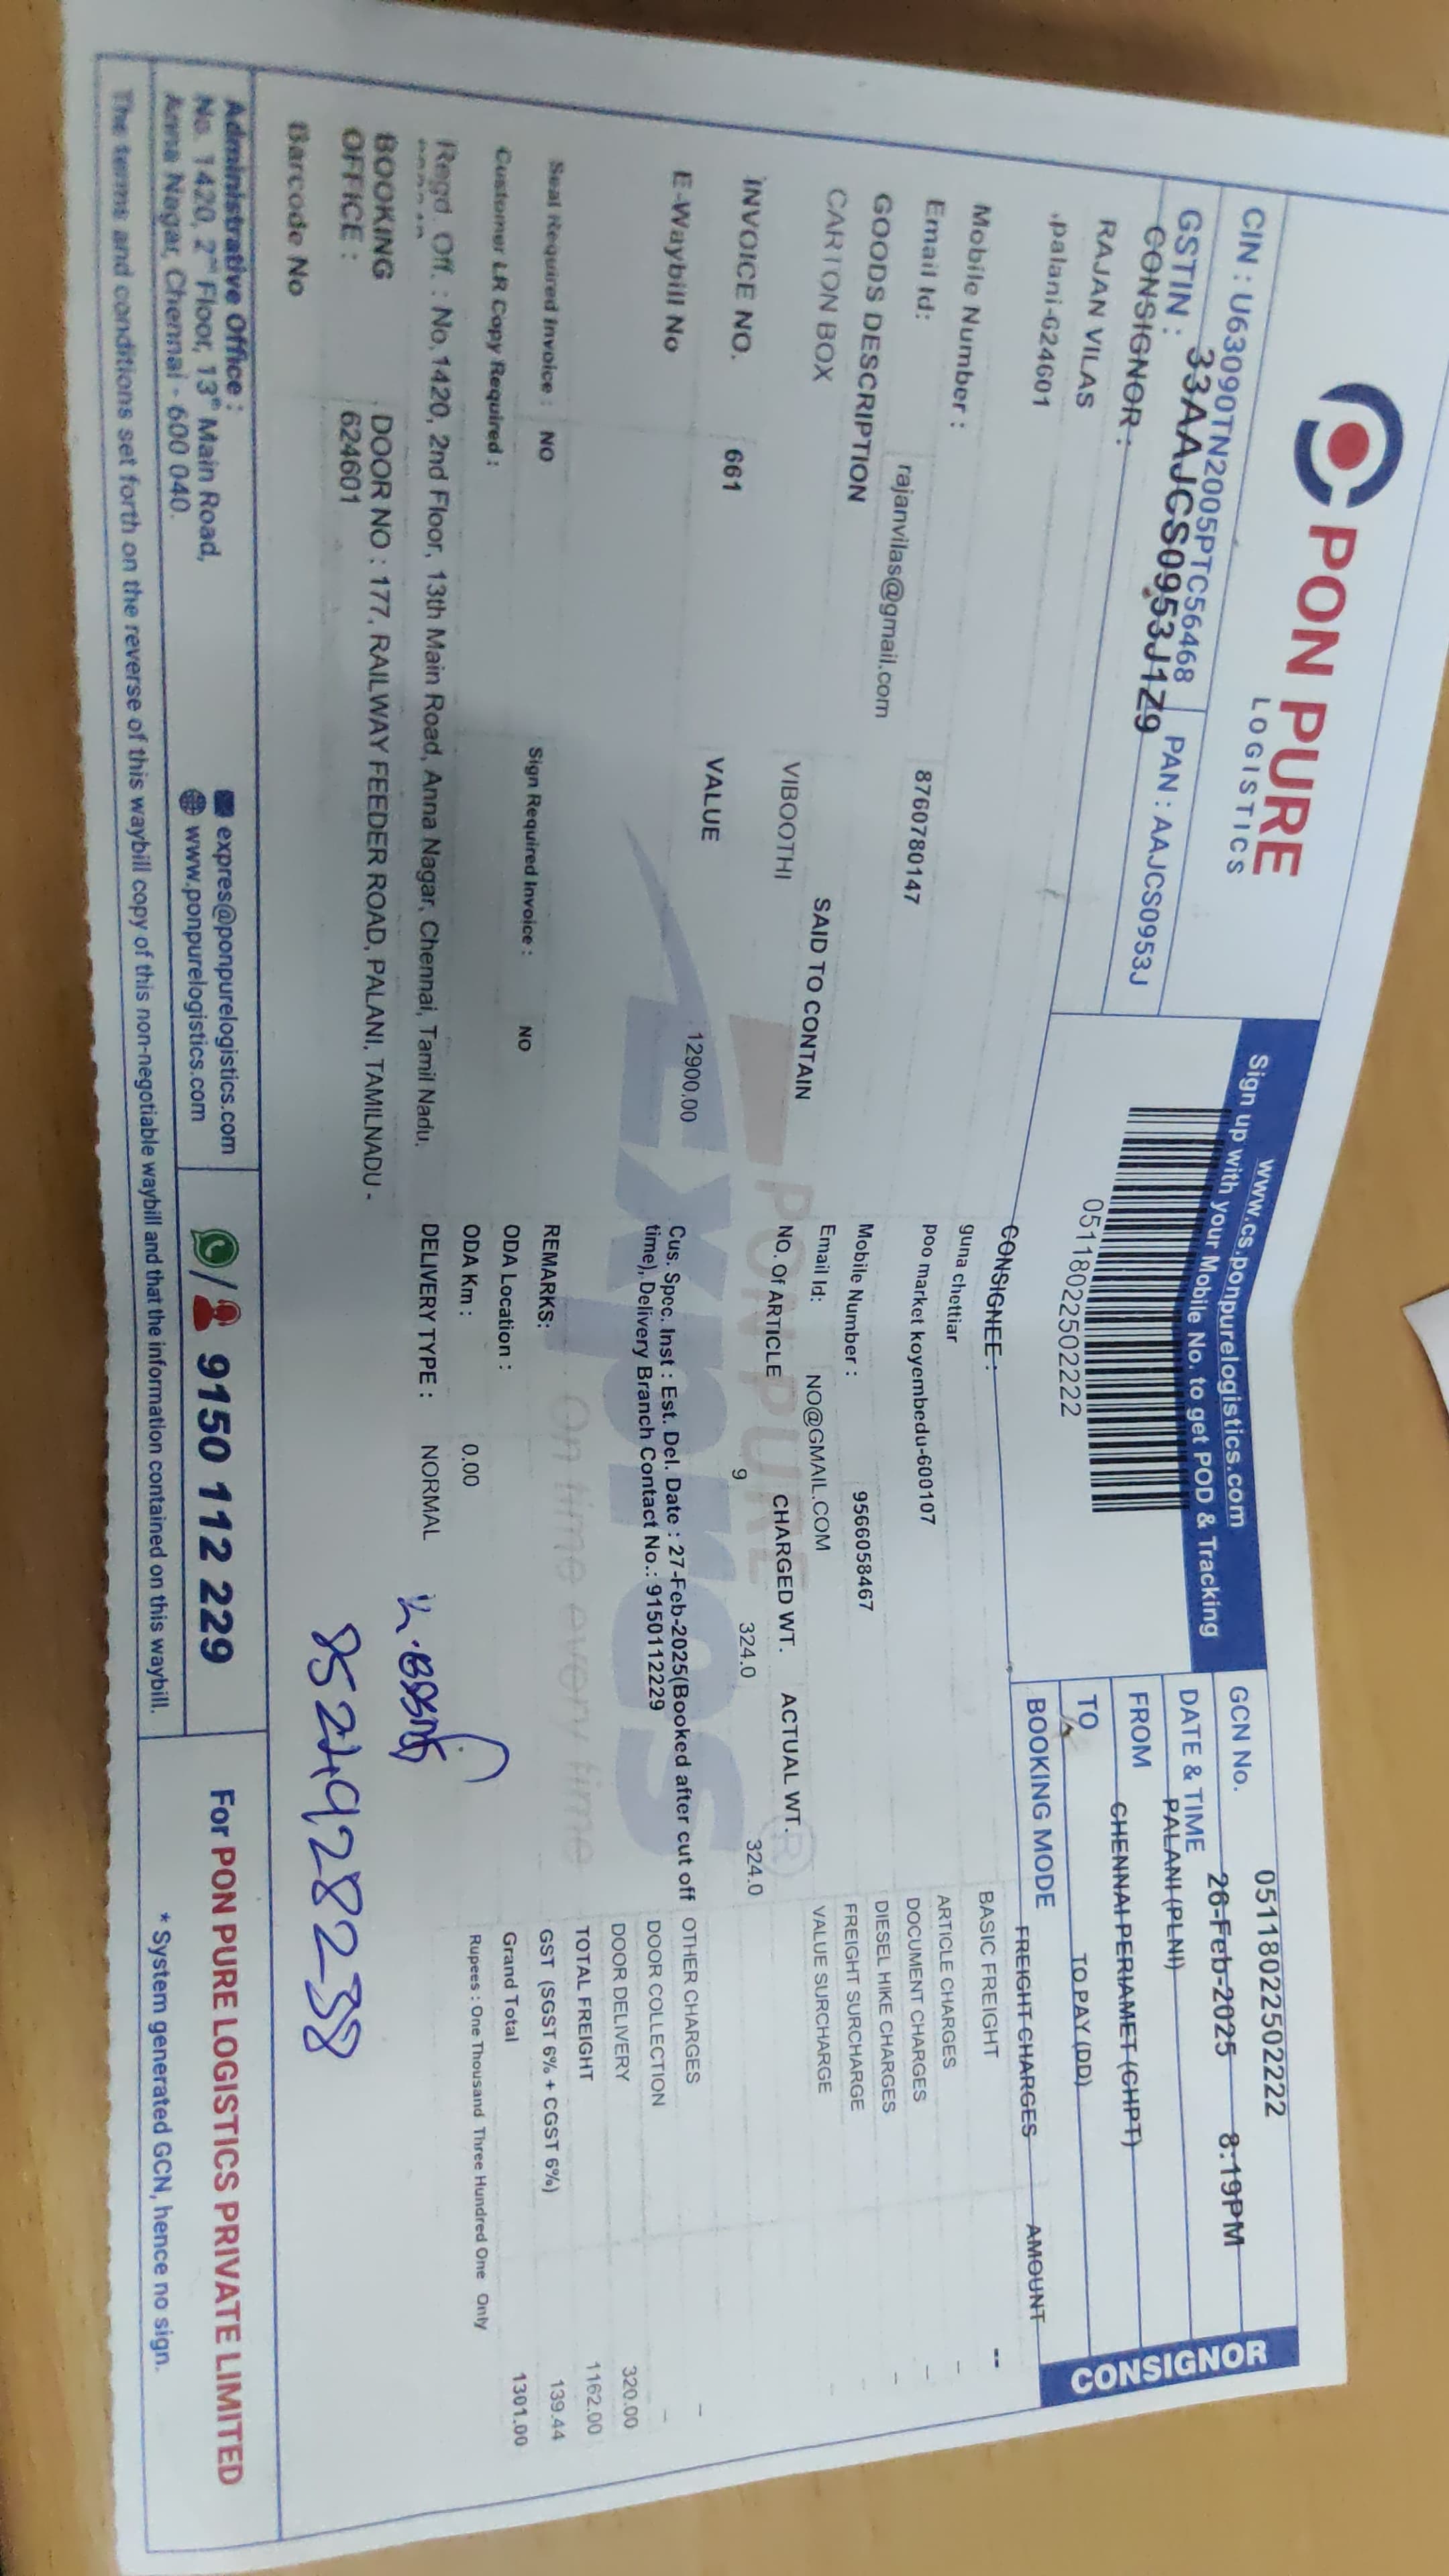 PON PURE
LOGISTICS
www.cs.ponpurelogistics.com
Sign up with your Mobile No. to get POD & Tracking
CIN : U63090TN2005PTC56468
GSTIN : 33AAJCS0953J1Z9
PAN : AAJCS0953J
05118022502222
GCN No. 05118022502222
DATE & TIME 26-Feb-2025 8:19PM
FROM PALANI (PLNI)
TO CHENNAI PERIAMET (CHPT)
BOOKING MODE TO PAY (DD)
CONSIGNOR
CONSIGNOR :
RAJAN VILAS
,palani-624601
Mobile Number : 8760780147
Email Id: rajanvilas@gmail.com
CONSIGNEE :
guna chettiar
poo market koyembedu-600107
Mobile Number : 9566058467
Email Id: NO@GMAIL.COM
GOODS DESCRIPTION SAID TO CONTAIN NO. Of ARTICLE CHARGED WT. ACTUAL WT.
CARTON BOX VIBOOTHI 9 324.0 324.0
INVOICE NO. 661 VALUE 12900.00
E-Waybill No
Cus. Spec. Inst : Est. Del. Date : 27-Feb-2025(Booked after cut off
time), Delivery Branch Contact No.: 9150112229
Seal Required Invoice : NO
Sign Required Invoice : NO
Customer LR Copy Required :
REMARKS:
ODA Location :
ODA Km : 0.00
DELIVERY TYPE : NORMAL
FREIGHT CHARGES AMOUNT
BASIC FREIGHT --
ARTICLE CHARGES –
DOCUMENT CHARGES –
DIESEL HIKE CHARGES –
FREIGHT SURCHARGE –
VALUE SURCHARGE –
OTHER CHARGES –
DOOR COLLECTION –
DOOR DELIVERY 320.00
TOTAL FREIGHT 1162.00
GST (SGST 6% + CGST 6%) 139.44
Grand Total 1301.00
Rupees : One Thousand Three Hundred One Only
PON PURE
Expres
®
On time every time
Regd. Off. : No. 1420, 2nd Floor, 13th Main Road, Anna Nagar, Chennai, Tamil Nadu.
BOOKING OFFICE : DOOR NO : 177, RAILWAY FEEDER ROAD, PALANI, TAMILNADU -
624601
Barcode No
8524928238
Administrative Office :
No. 1420, 2nd Floor, 13th Main Road,
Anna Nagar, Chennai - 600 040.
expres@ponpurelogistics.com
www.ponpurelogistics.com
9150 112 229
For PON PURE LOGISTICS PRIVATE LIMITED
The terms and conditions set forth on the reverse of this waybill copy of this non-negotiable waybill and that the information contained on this waybill.
* System generated GCN, hence no sign.